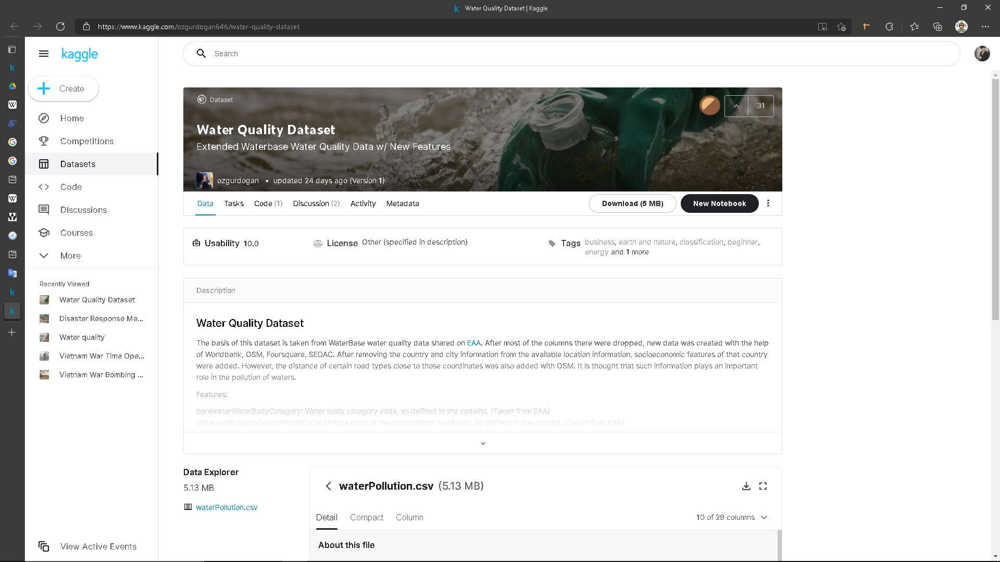 Water Quality Dataset | Kaggle
https://www.kaggle.com/ozgurdogan646/water-quality-dataset
kaggle
Search
Create
Home
Competitions
Datasets
Code
Discussions
Courses
More
Recently Viewed
Water Quality Dataset
Disaster Response Me...
Water quality
Vietnam War Time Ope...
Vietnam War Bombing ...
View Active Events
Dataset
31
Water Quality Dataset
Extended Waterbase Water Quality Data w/ New Features
ozgurdogan • updated 24 days ago (Version 1)
Data Tasks Code (1) Discussion (2) Activity Metadata
Download (5 MB) New Notebook
Usability 10.0
License Other (specified in description)
Tags business, earth and nature, classification, beginner,
energy and 1 more
Description
Water Quality Dataset
The basis of this dataset is taken from WaterBase water quality data shared on EAA. After most of the columns there were dropped, new data was created with the help
of Worldbank, OSM, Foursquare, SEDAC. After removing the country and city information from the available location information, socioeconomic features of that country
were added. However, the distance of certain road types close to those coordinates was also added with OSM. It is thought that such information plays an important
role in the pollution of waters.
Features:
parameterWaterBodyCategory: Water body category code, as defined in the codelist. (Taken from EAA)
observedPropertyDeterminandCode: Unique code of the determinand monitored, as defined in the codelist. (Taken from EAA)
Data Explorer
5.13 MB
waterPollution.csv
waterPollution.csv (5.13 MB)
Detail Compact Column
10 of 29 columns
About this file